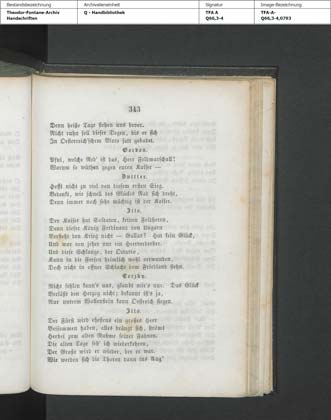 Bestandsbezeichnung
Theodor-Fontane-Archiv
Handschriften
Archivalieneinheit
Q - Handbibliothek
Signatur
TFA A
Q66,3-4
Image-Bezeichnung
TFA-A-
Q66,3-4,0793
343
Denn heiße Tage stehen uns bevor.
Nicht ruhn soll dieser Degen, bis er sich
In Oesterreich'schem Blute satt gebadet.
Gordon.
Pfui, welche Red' ist das, Herr Feldmarschall!
Warum so wüthen gegen euren Kaiser —
Buttler.
Hofft nicht zu viel von diesem ersten Sieg.
Bedenkt, wie schnell des Glückes Rad sich dreht,
Denn immer noch sehr mächtig ist der Kaiser.
Illo.
Der Kaiser hat Soldaten, keinen Feldherrn,
Denn dieser König Ferdinand von Ungarn
Versteht den Krieg nicht — Gallas? Hat kein Glück,
Und war von jeher nur ein Heerverderber.
Und diese Schlange, der Octavio,
Kann in die Fersen heimlich wohl verwunden,
Doch nicht in offner Schlacht dem Friedland stehn.
Terzky.
Nicht fehlen kann's uns, glaubt mir's nur. Das Glück
Verläßt den Herzog nicht; bekannt ist's ja,
Nur unterm Wallenstein kann Oestreich siegen.
Illo.
Der Fürst wird ehestens ein großes Heer
Beisammen haben, alles drängt sich, strömt
Herbei zum alten Ruhme seiner Fahnen.
Die alten Tage seh' ich wiederkehren,
Der Große wird er wieder, der er war.
Wie werden sich die Thoren dann ins Aug'